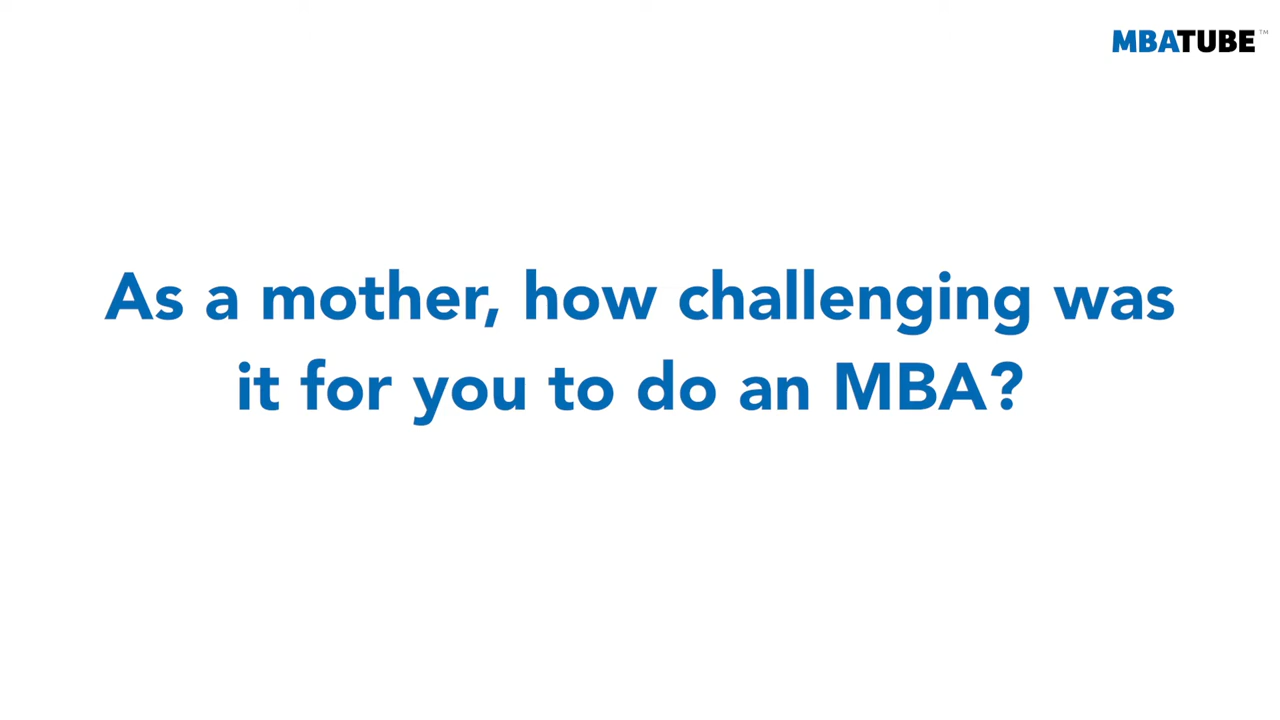 MBATUBE™
As a mother, how challenging was
it for you to do an MBA?